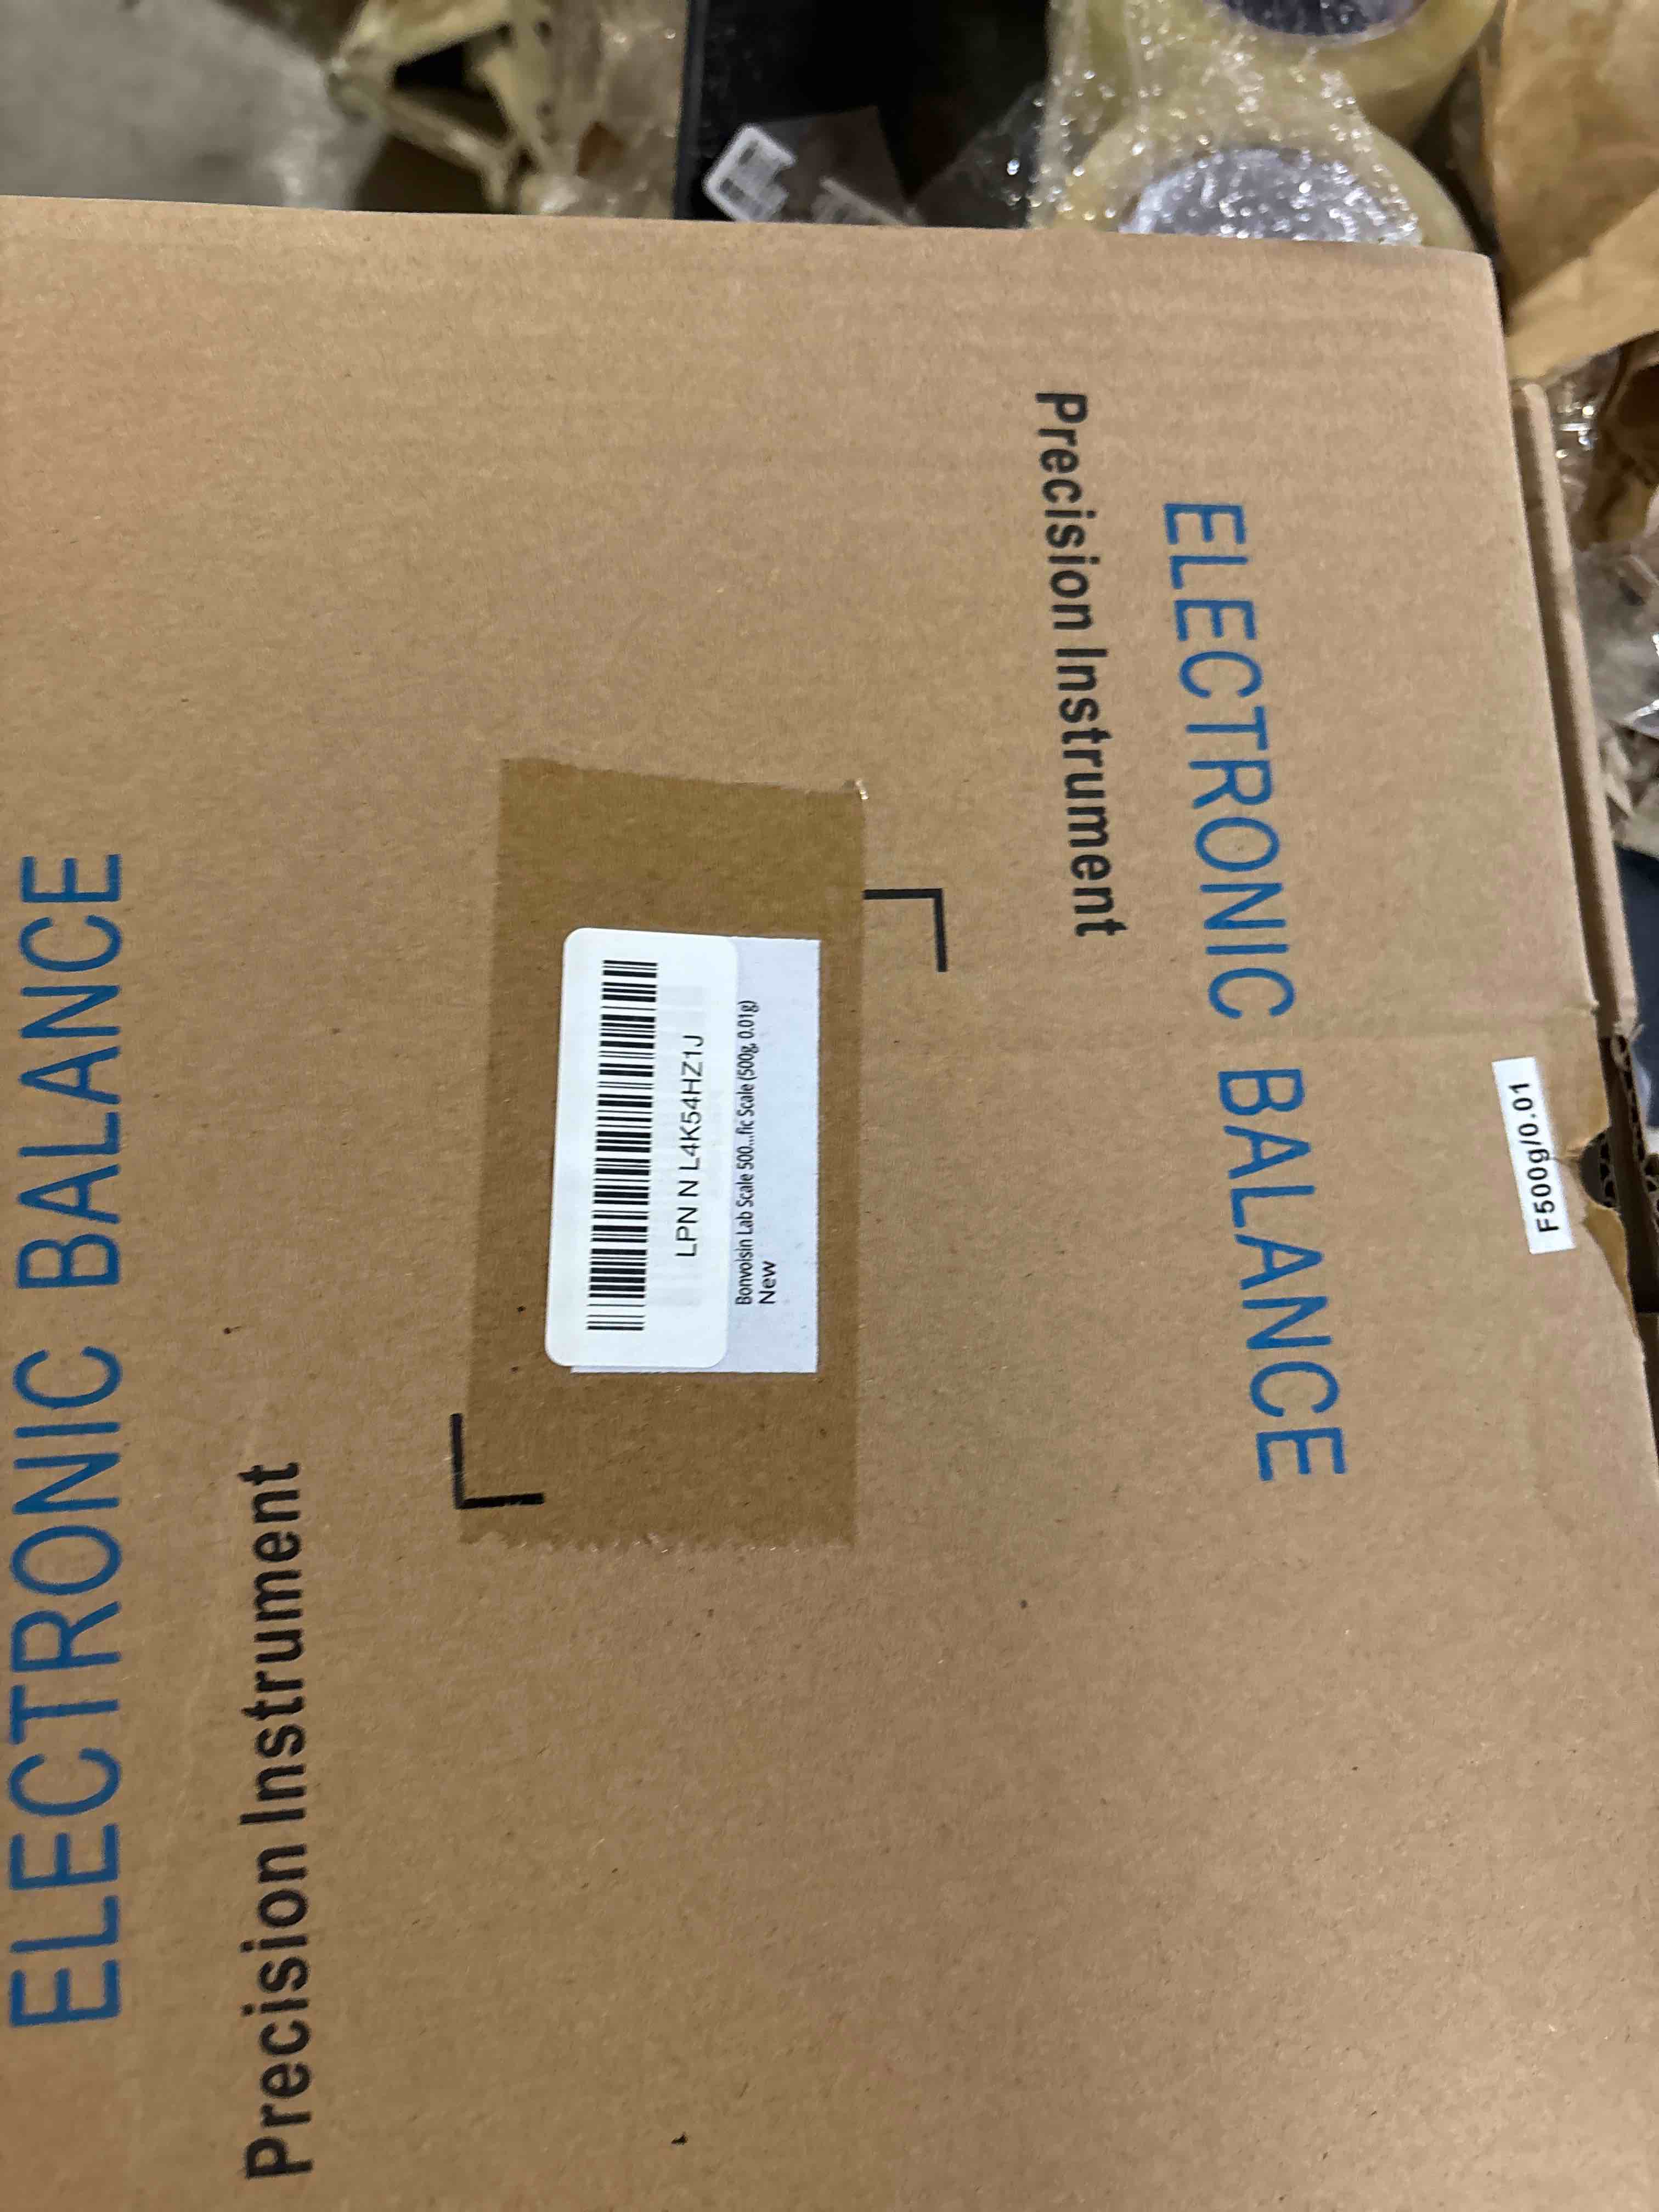 ELECTRONIC BALANCE
Precision Instrument
LPN N L4K54HZ1J
Bonvoisin Lab Scale 500...fic Scale (500g, 0.01g)
New
Precision Instrument
ELECTRONIC BALANCE
F500g/0.01